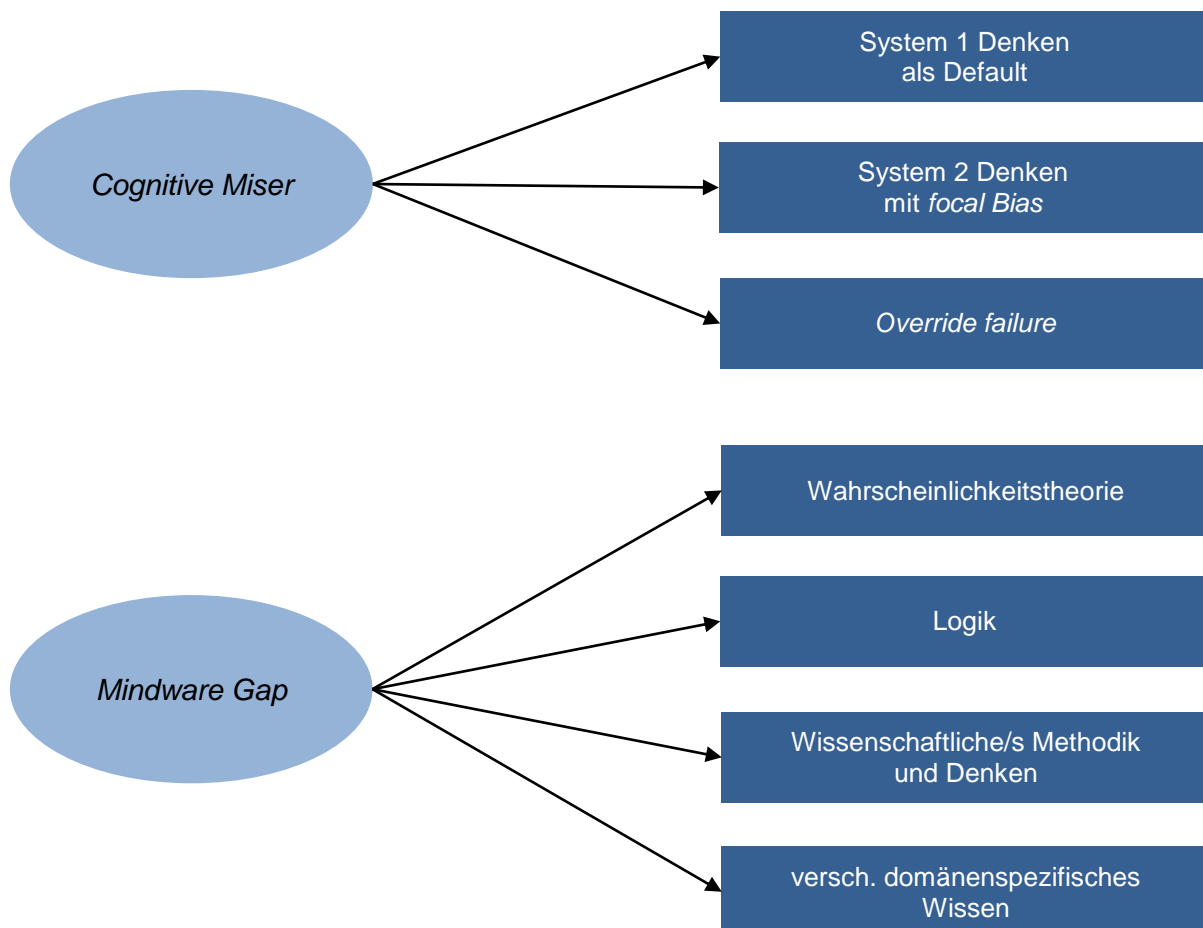 System 1 Denken
als Default
Cognitive Miser
System 2 Denken
mit focal Bias
Override failure
Wahrscheinlichkeitstheorie
Logik
Mindware Gap
Wissenschaftliche/s Methodik
und Denken
versch. domänenspezifisches
Wissen